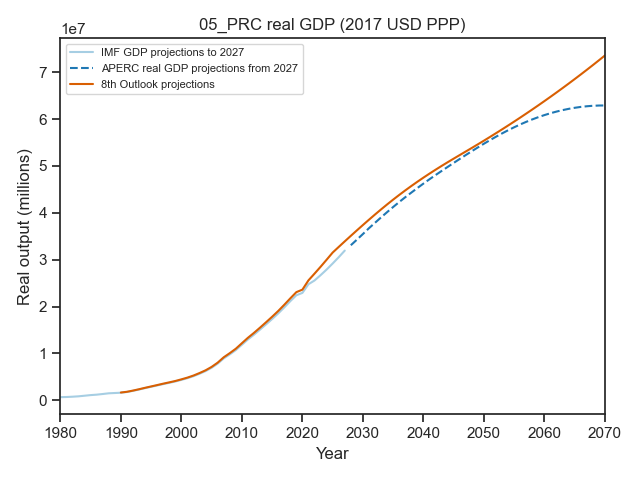 05_PRC real GDP (2017 USD PPP)
1e7
IMF GDP projections to 2027
APERC real GDP projections from 2027
8th Outlook projections
7
6
5
4
3
2
1
0
Real output (millions)
1980 1990 2000 2010 2020 2030 2040 2050 2060 2070
Year